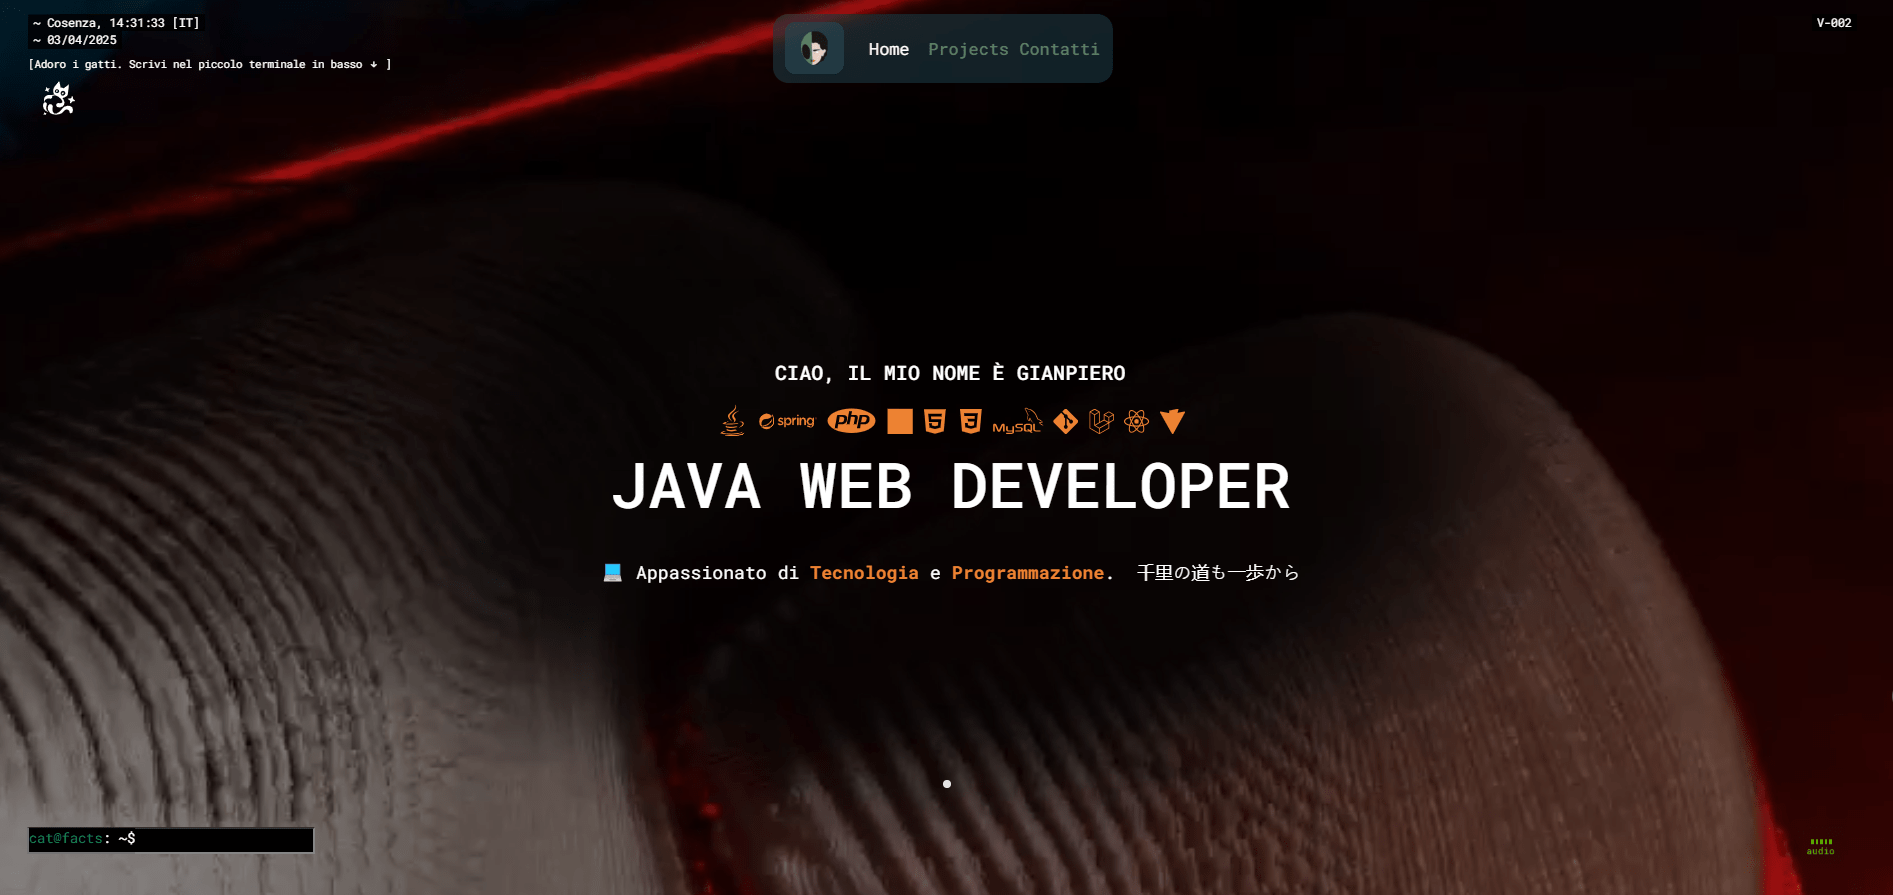 ~ Cosenza, 14:31:33 [IT]
~ 03/04/2025
[Adoro i gatti. Scrivi nel piccolo terminale in basso ↓ ]
Home Projects Contatti
V-002
CIAO, IL MIO NOME È GIANPIERO
spring php 5 3 MySQL
JAVA WEB DEVELOPER
Appassionato di Tecnologia e Programmazione. 千里の道も一歩から
cat@facts: ~$
audio